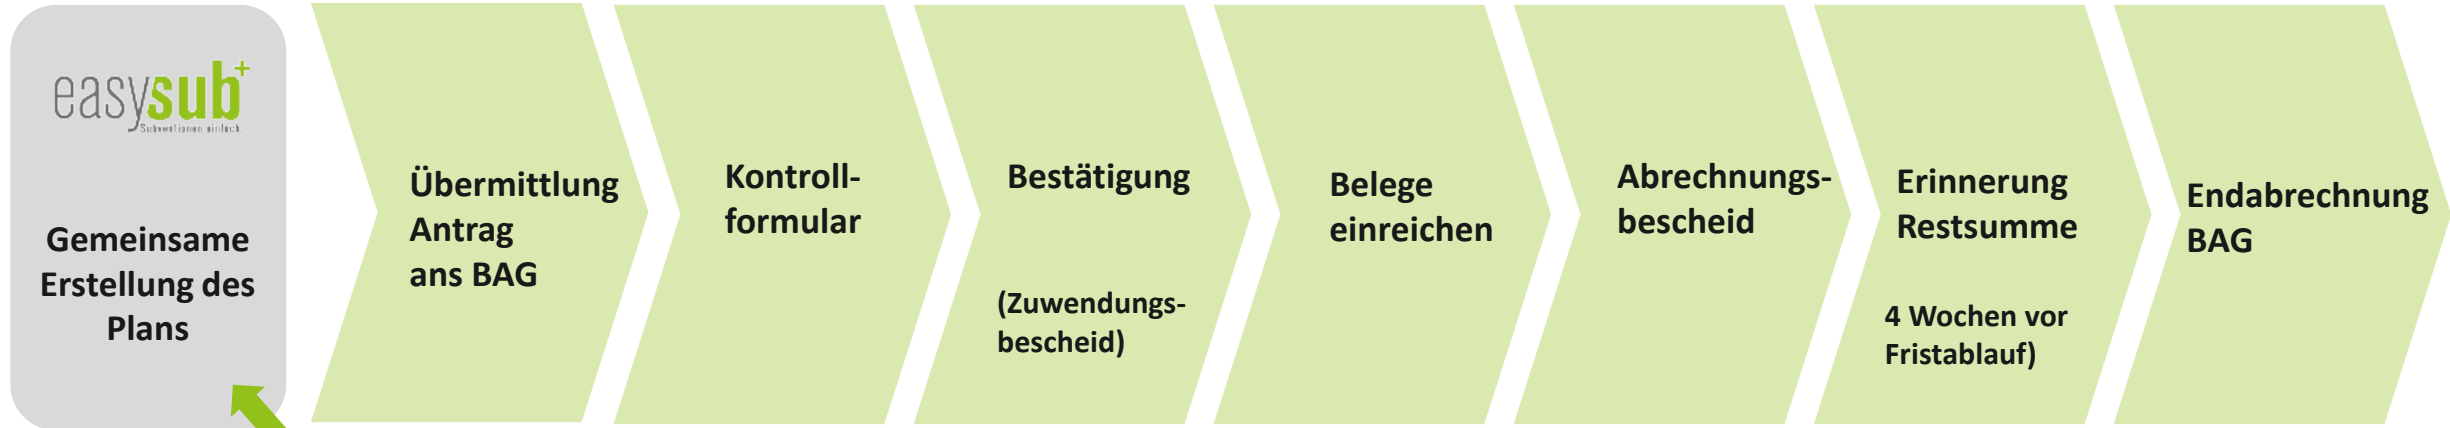 easysub+
Subventionen einfach.
Gemeinsame
Erstellung des
Plans
Übermittlung
Antrag
ans BAG
Kontroll-
formular
Bestätigung
(Zuwendungs-
bescheid)
Belege
einreichen
Abrechnungs-
bescheid
Erinnerung
Restsumme
4 Wochen vor
Fristablauf)
Endabrechnung
BAG